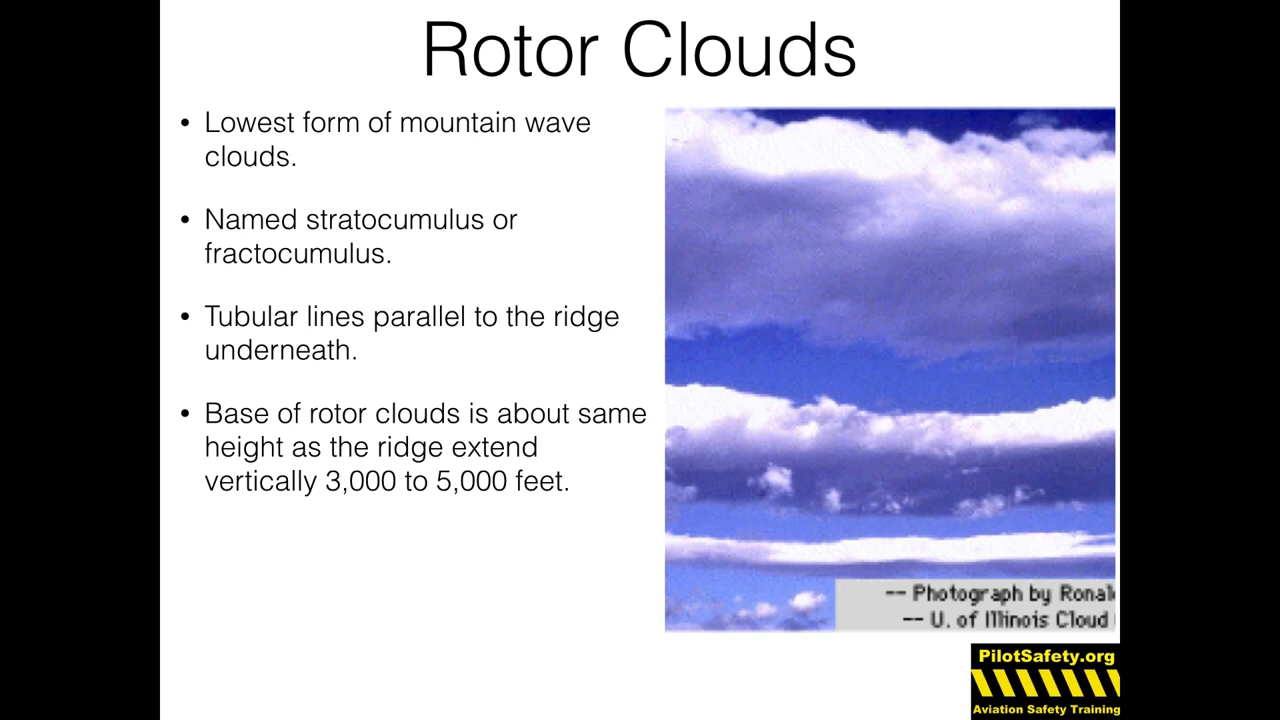 Rotor Clouds
• Lowest form of mountain wave
clouds.
• Named stratocumulus or
fractocumulus.
• Tubular lines parallel to the ridge
underneath.
• Base of rotor clouds is about same
height as the ridge extend
vertically 3,000 to 5,000 feet.
-- Photograph by
-- U. of Illinois Cloud
PilotSafety.org
Aviation Safety Training